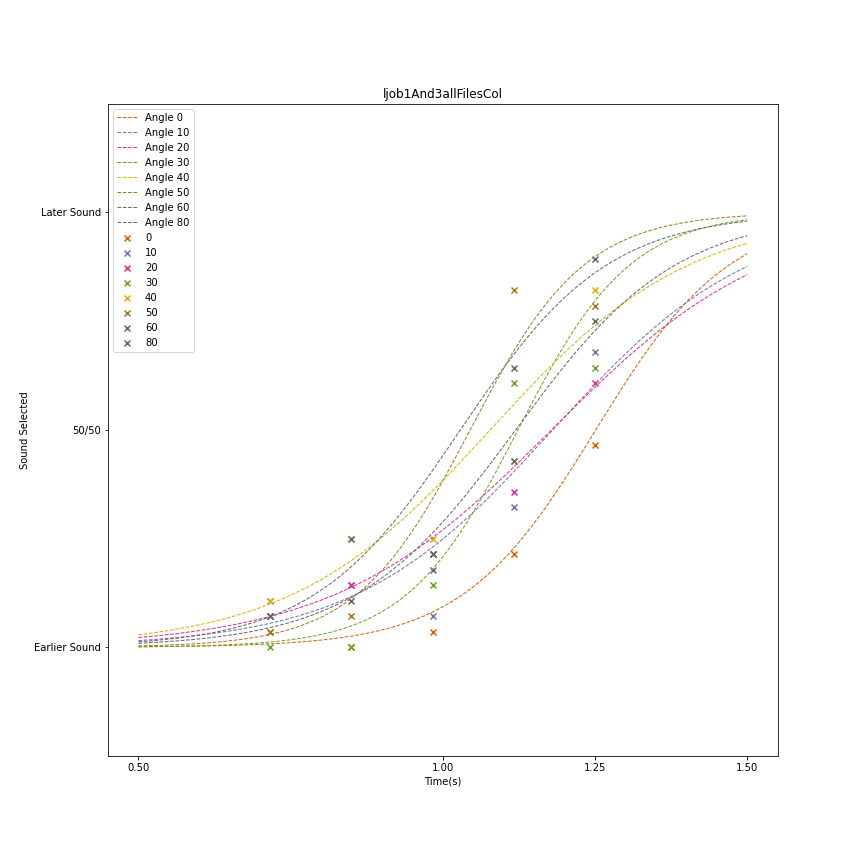 ljob1And3allFilesCol
Angle 0
Angle 10
Angle 20
Angle 30
Angle 40
Angle 50
Angle 60
Angle 80
0
10
20
30
40
50
60
80
Later Sound
50/50
Earlier Sound
Sound Selected
0.50
1.00
1.25
1.50
Time(s)